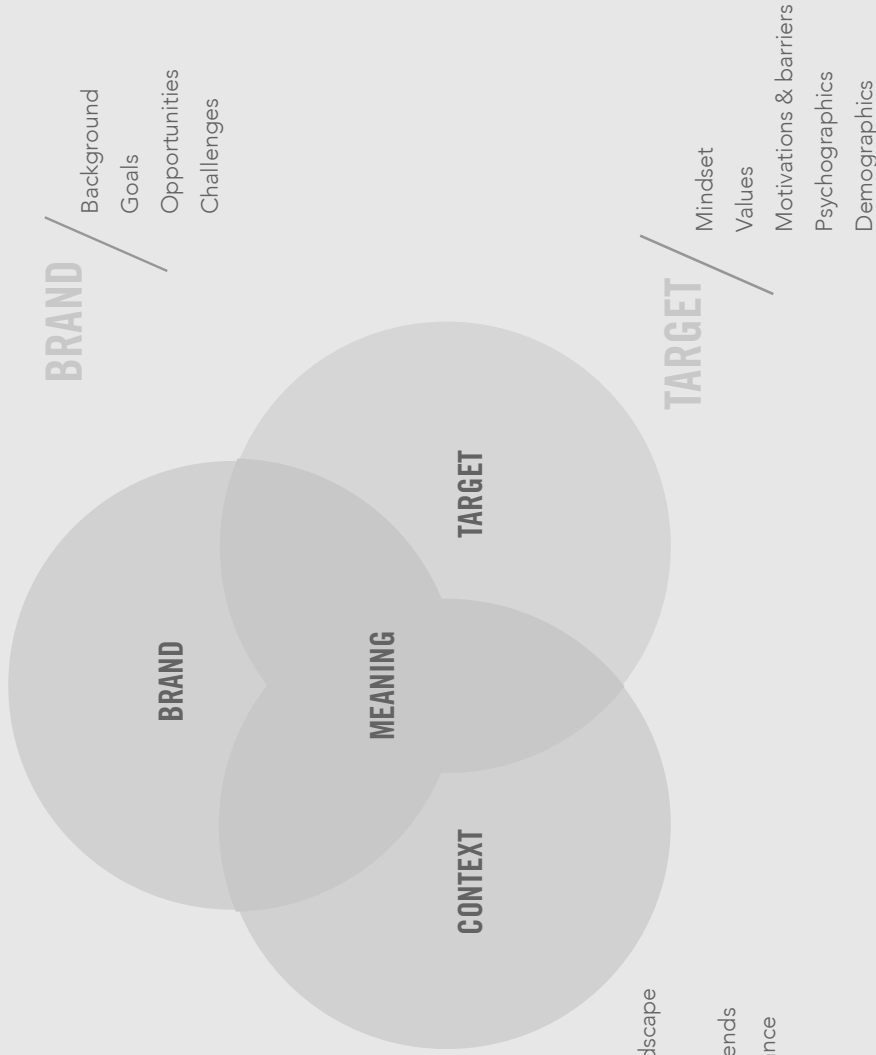 BRAND
Background
Goals
Opportunities
Challenges
BRAND
MEANING
CONTEXT
TARGET
TARGET
Mindset
Values
Motivations & barriers
Psychographics
Demographics